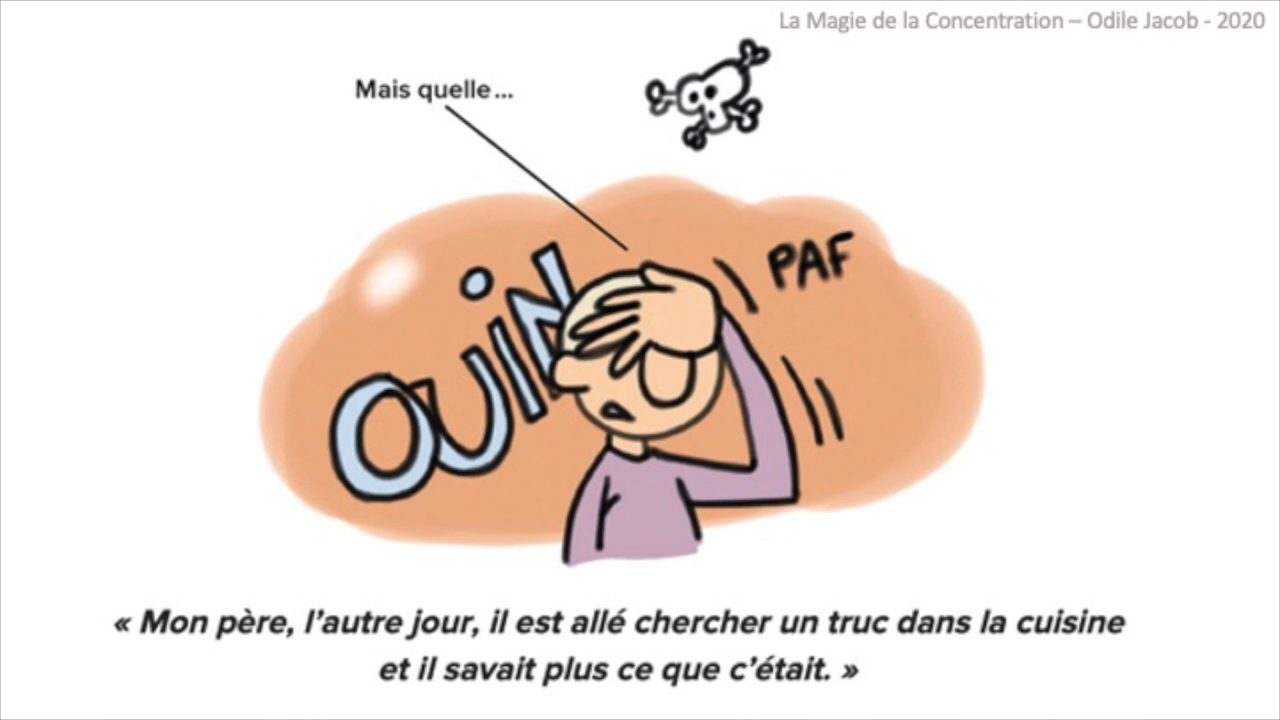 La Magie de la Concentration – Odile Jacob - 2020
Mais quelle...
OUIN
PAF
« Mon père, l’autre jour, il est allé chercher un truc dans la cuisine
et il savait plus ce que c’était. »